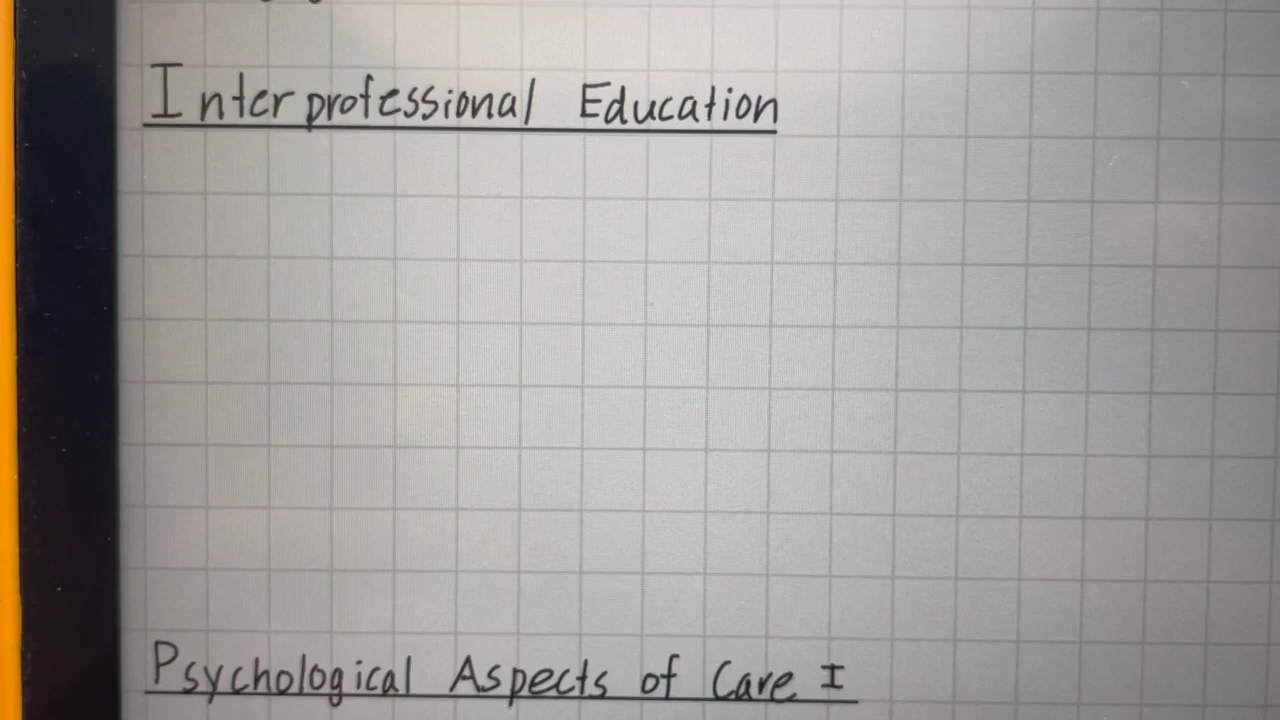 Interprofessional Education
Psychological Aspects of Care I